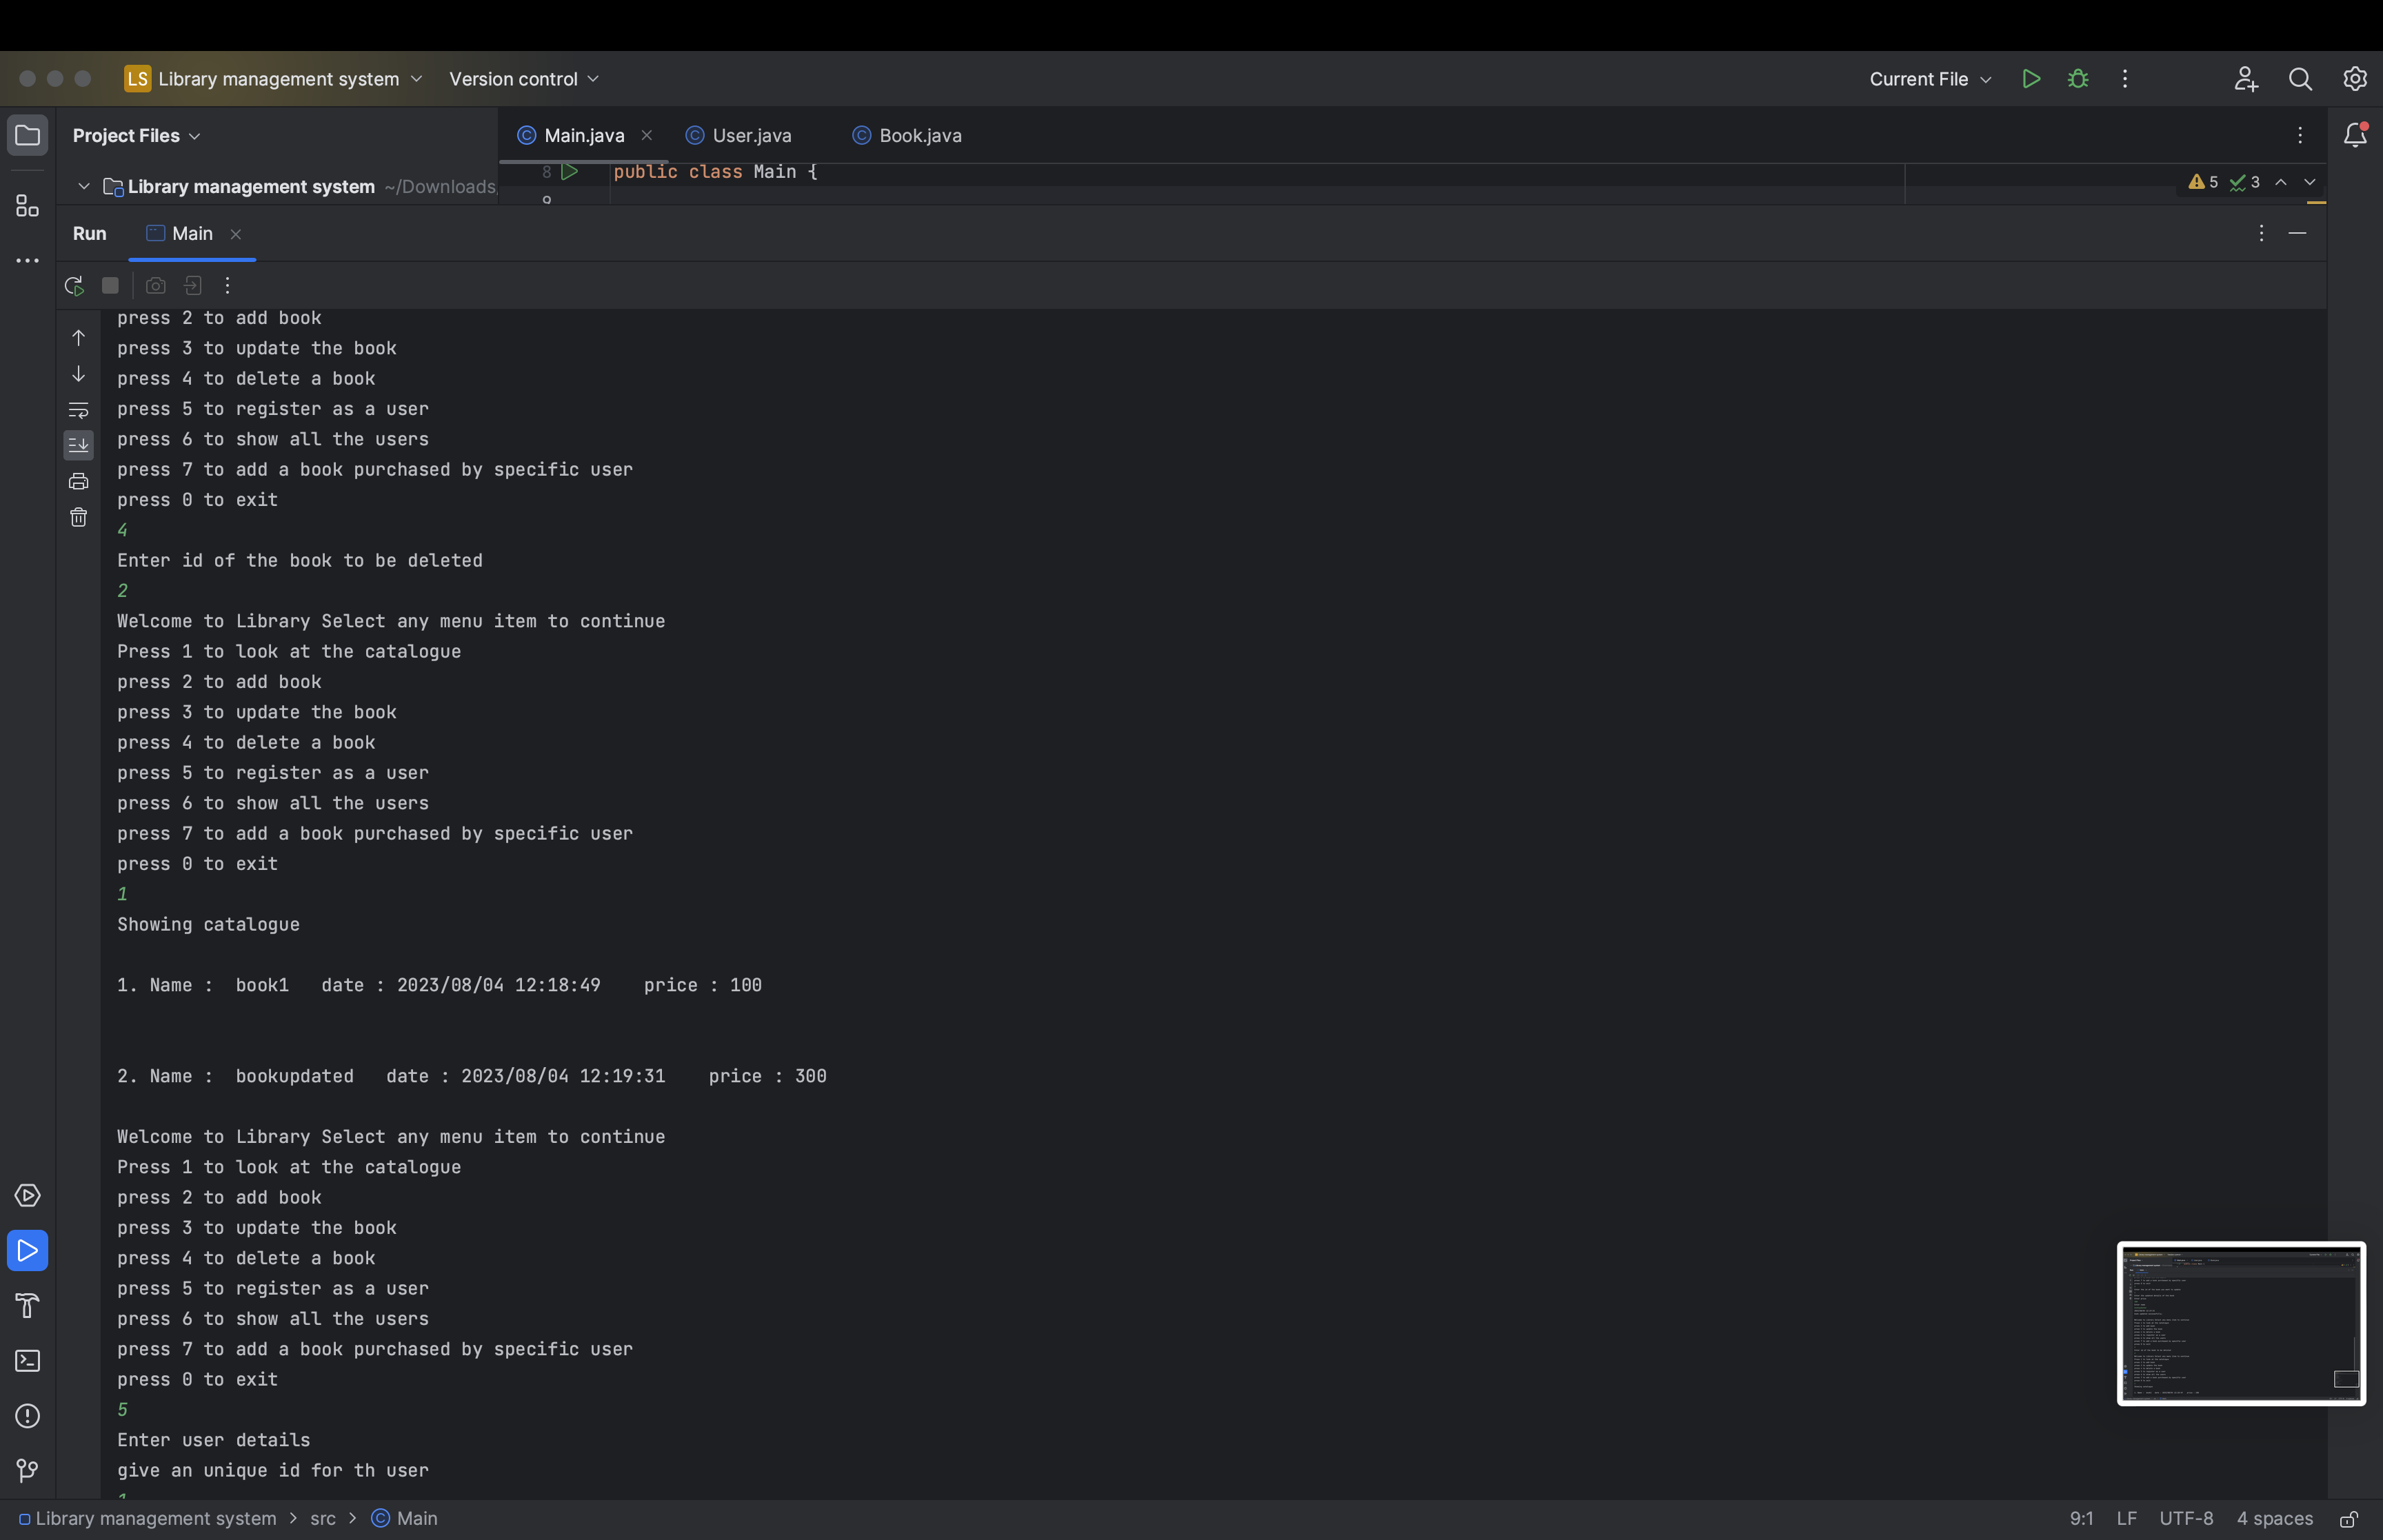 LS Library management system Version control Current File
Project Files Main.java User.java Book.java
8 public class Main {
Library management system ~/Downloads
9
5 3
Run Main
press 2 to add book
press 3 to update the book
press 4 to delete a book
press 5 to register as a user
press 6 to show all the users
press 7 to add a book purchased by specific user
press 0 to exit
4
Enter id of the book to be deleted
2
Welcome to Library Select any menu item to continue
Press 1 to look at the catalogue
press 2 to add book
press 3 to update the book
press 4 to delete a book
press 5 to register as a user
press 6 to show all the users
press 7 to add a book purchased by specific user
press 0 to exit
1
Showing catalogue
1. Name :  book1   date : 2023/08/04 12:18:49    price : 100
2. Name :  bookupdated   date : 2023/08/04 12:19:31    price : 300
Welcome to Library Select any menu item to continue
Press 1 to look at the catalogue
press 2 to add book
press 3 to update the book
press 4 to delete a book
press 5 to register as a user
press 6 to show all the users
press 7 to add a book purchased by specific user
press 0 to exit
5
Enter user details
give an unique id for th user
Library management system > src > Main 9:1 LF UTF-8 4 spaces